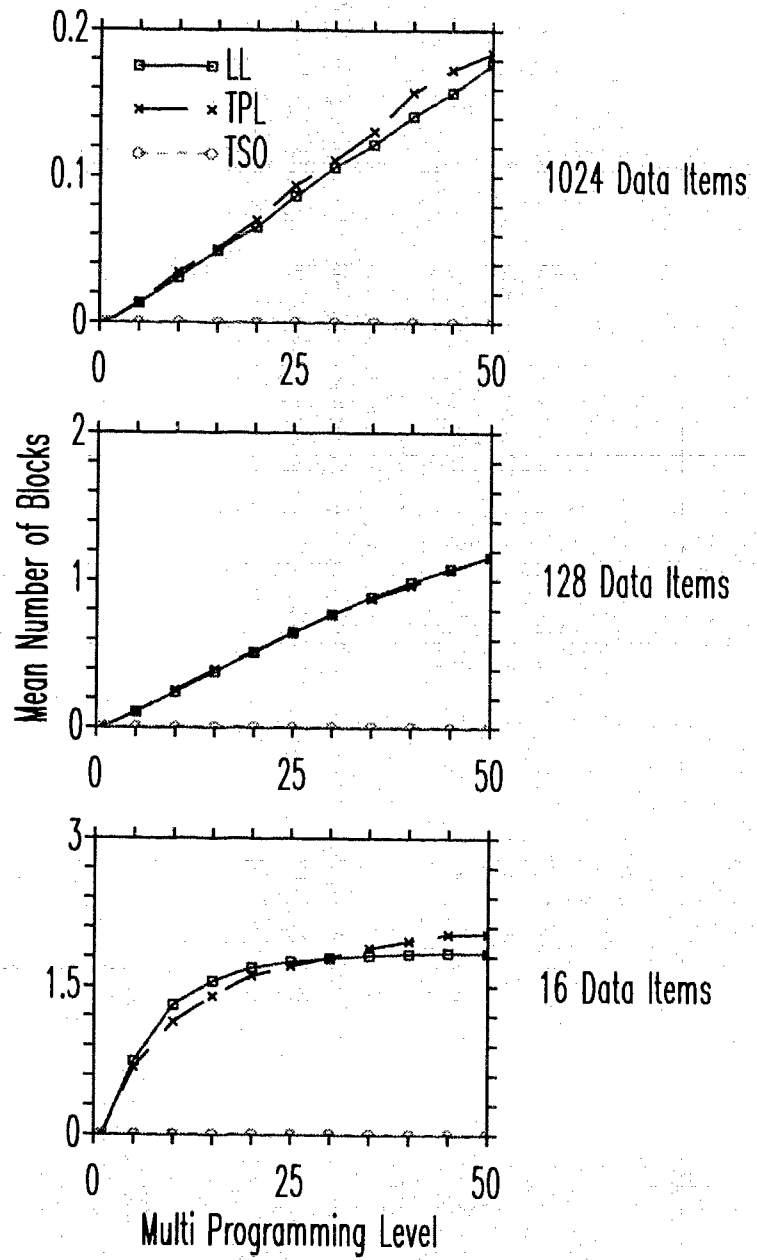 0.2
LL
TPL
TSO
0.1
1024 Data Items
0
0 25 50
2
Mean Number of Blocks
1
128 Data Items
0
0 25 50
3
1.5
16 Data Items
0
0 25 50
Multi Programming Level